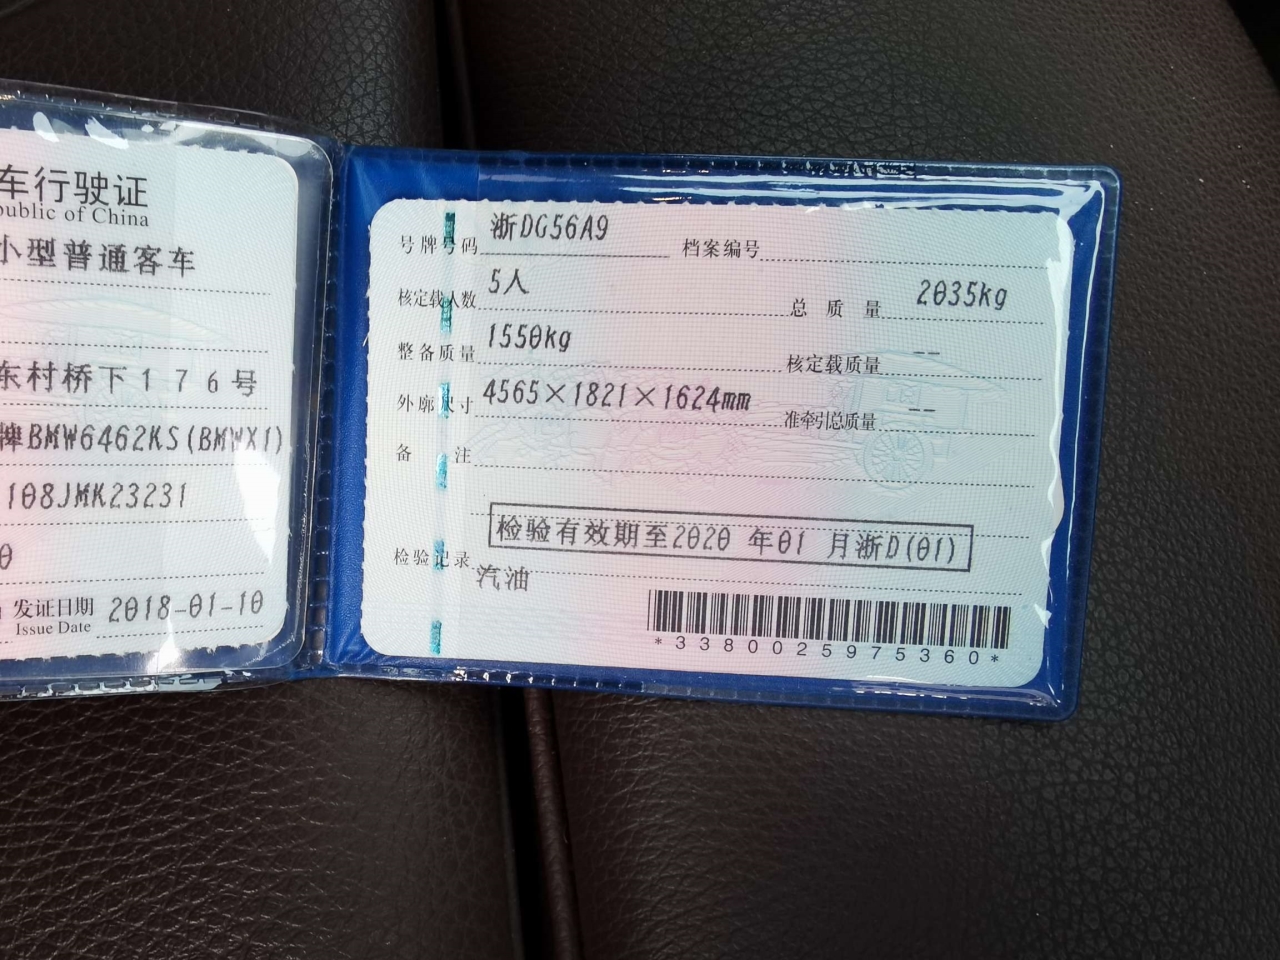 车行驶证
public of China
小型普通客车
东村桥下176号
牌BMW6462KS(BMWX1)
108JMK23231
0
发证日期 2018-01-10
Issue Date
号牌号码 浙DG56A9 档案编号
核定载人数 5人 总质量 2035kg
整备质量 1550kg 核定载质量 --
外廓尺寸 4565×1821×1624mm 准牵引总质量 --
备注
检验有效期至2020 年01 月浙D(01)
检验记录
汽油
*3380025975360*